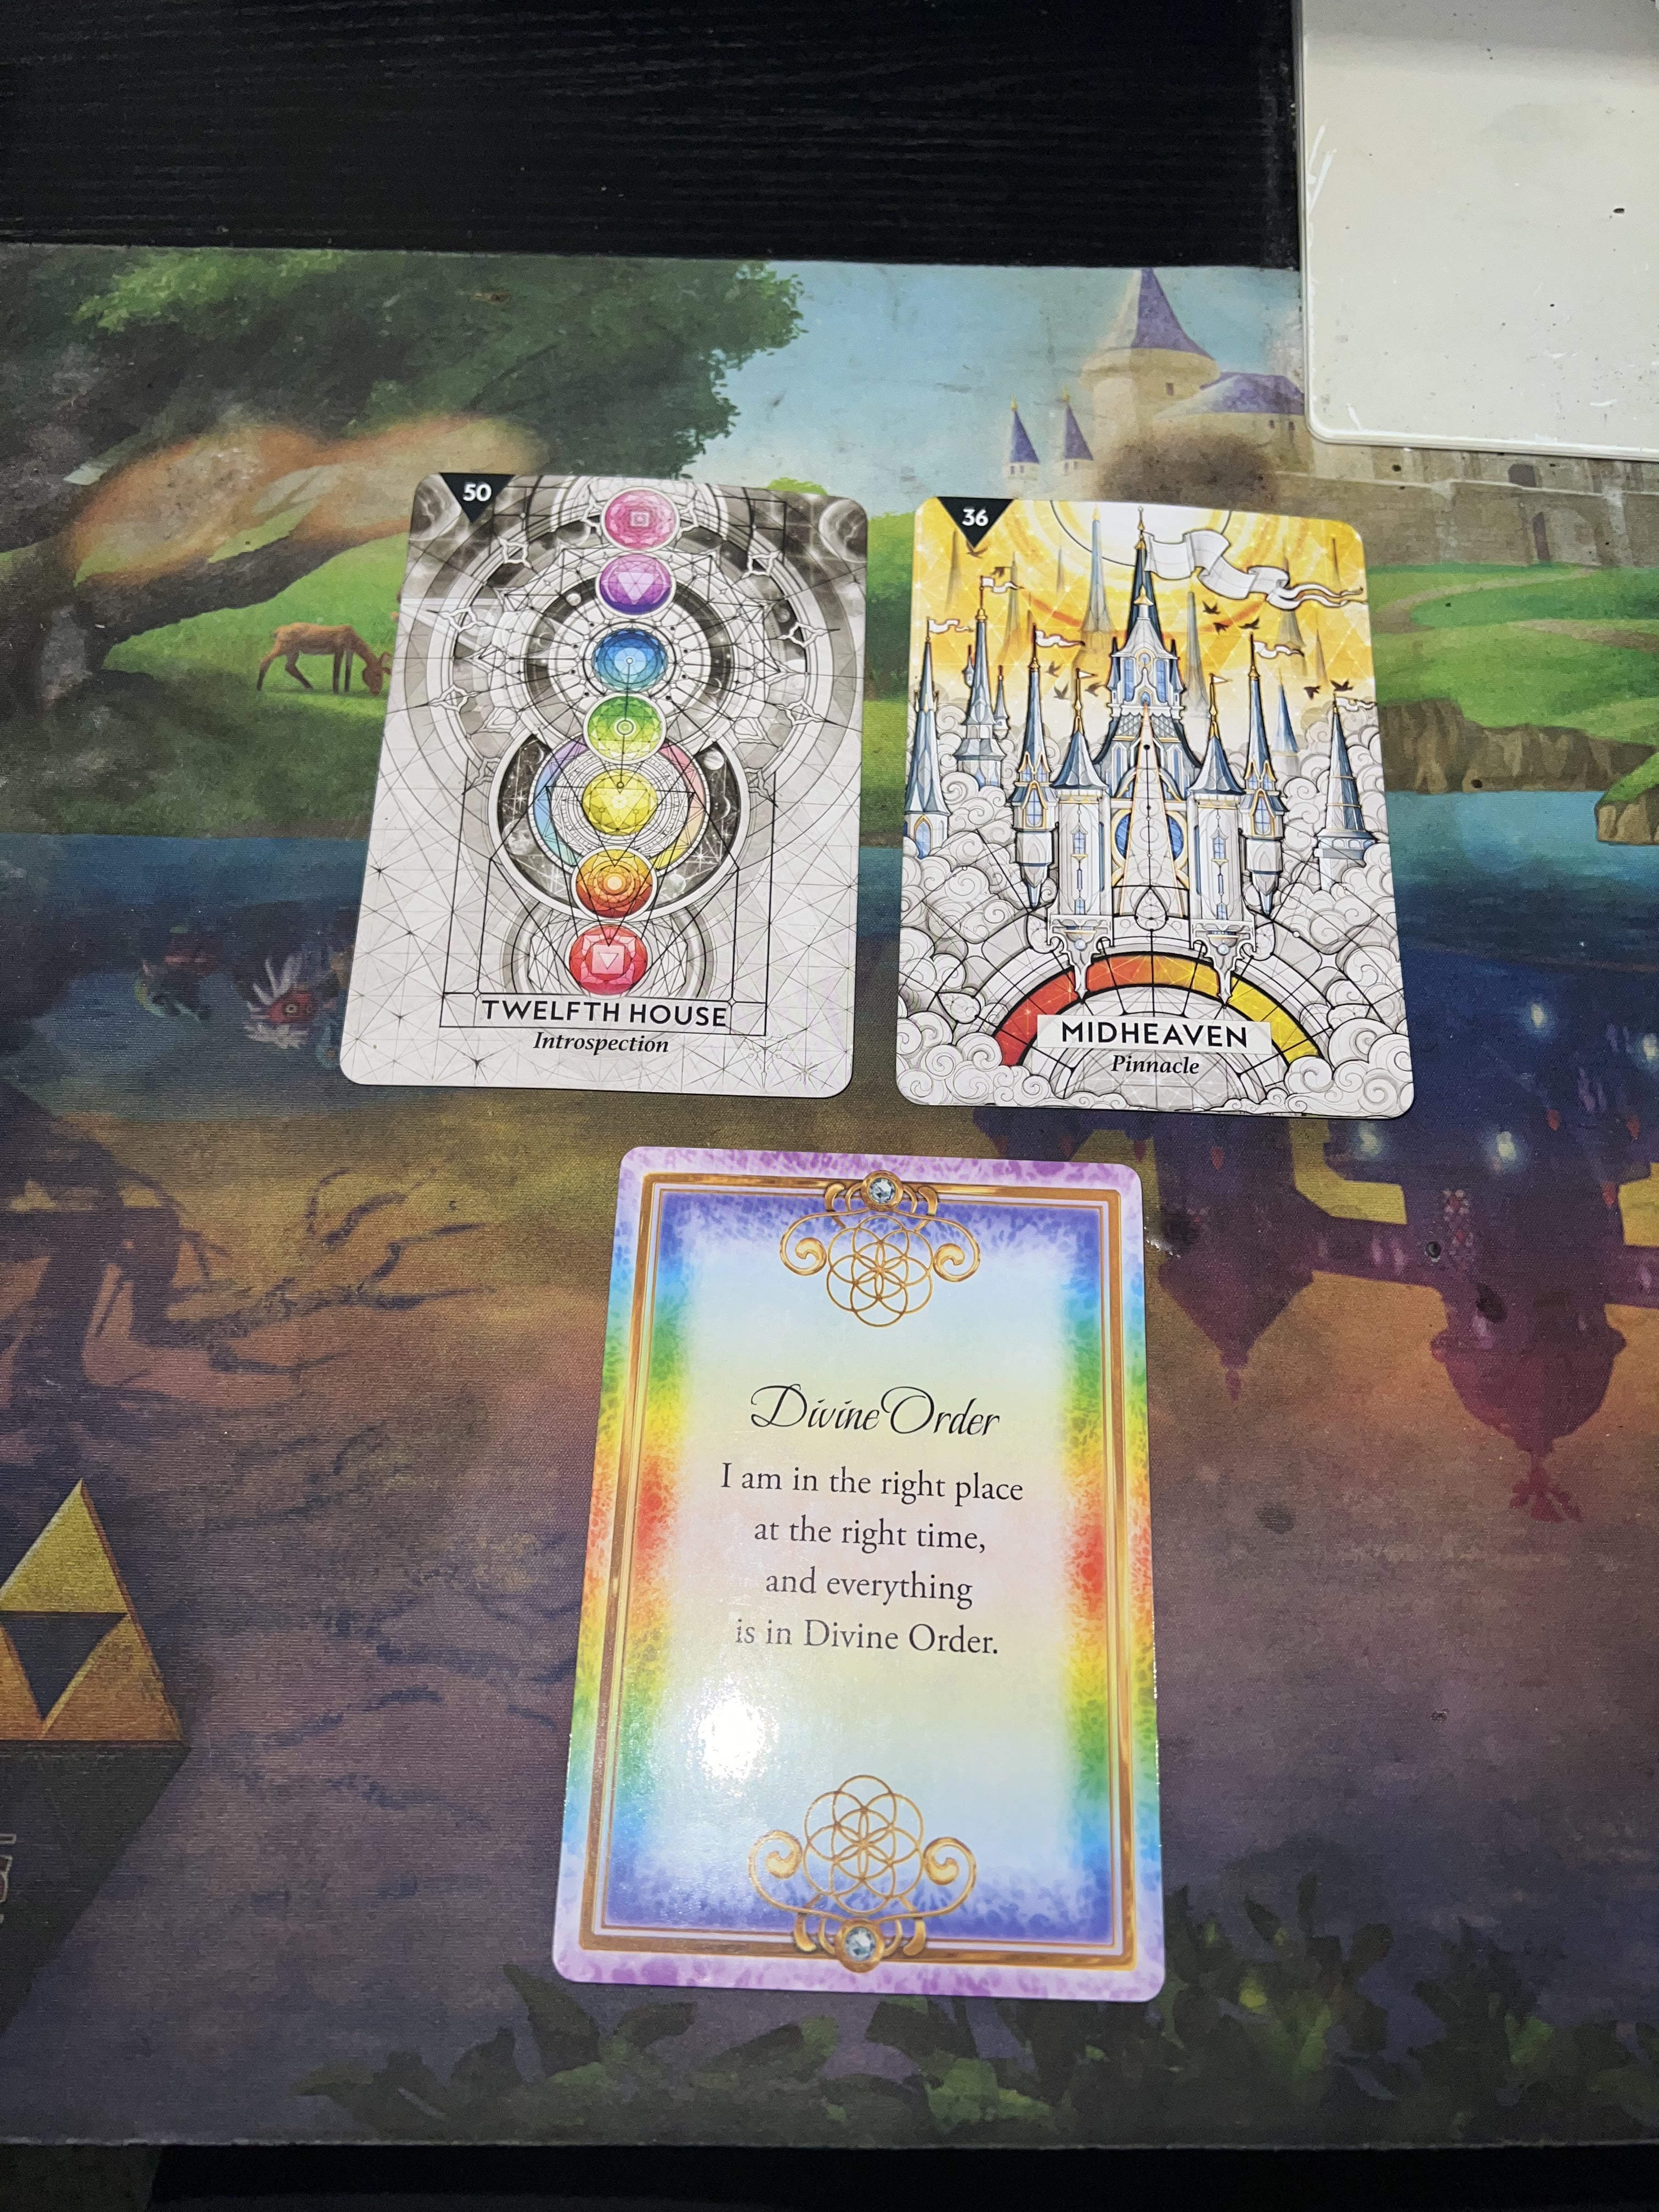 50
TWELFTH HOUSE
Introspection
36
MIDHEAVEN
Pinnacle
Divine Order
I am in the right place
at the right time,
and everything
is in Divine Order.